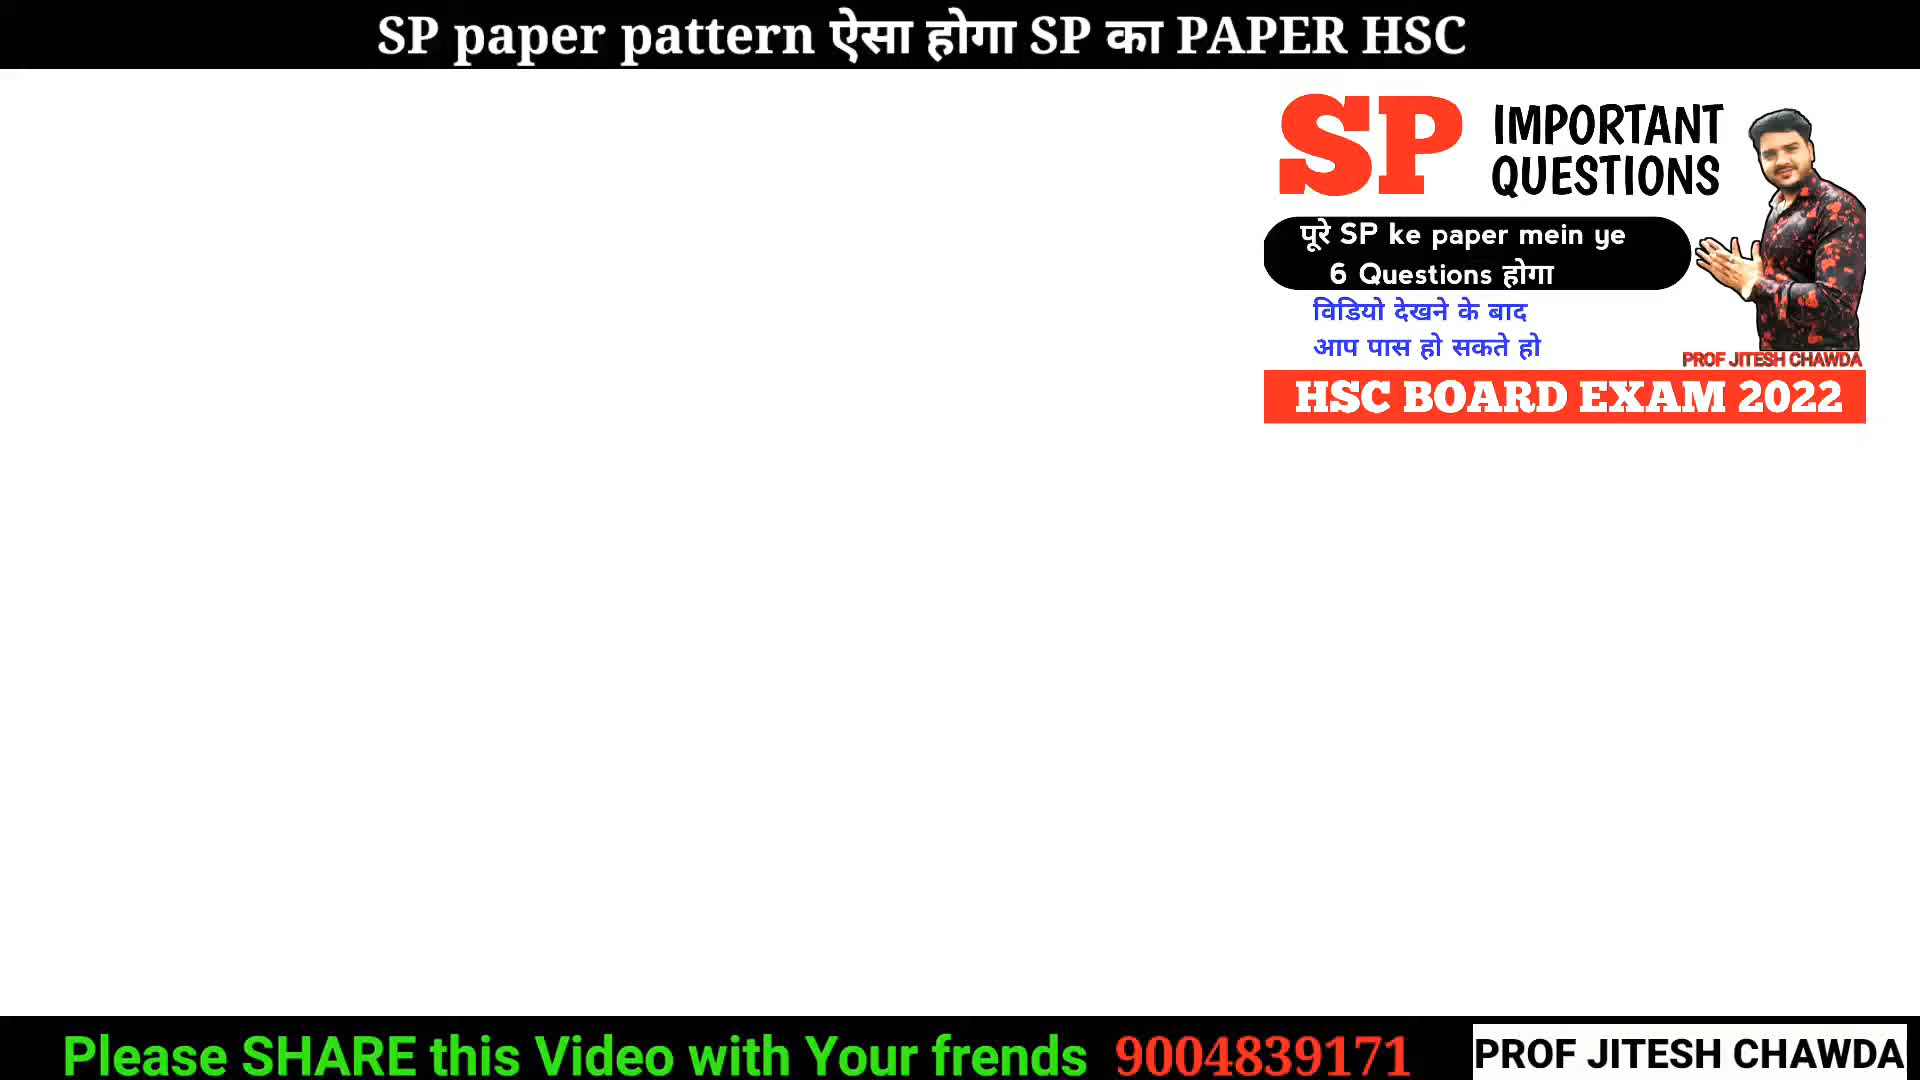 SP paper pattern ऐसा होगा SP का PAPER HSC
SP IMPORTANT
QUESTIONS
पूरे SP ke paper mein ye
6 Questions होगा
विडियो देखने के बाद
आप पास हो सकते हो
PROF JITESH CHAWDA
HSC BOARD EXAM 2022
Please SHARE this Video with Your frends 9004839171 PROF JITESH CHAWDA